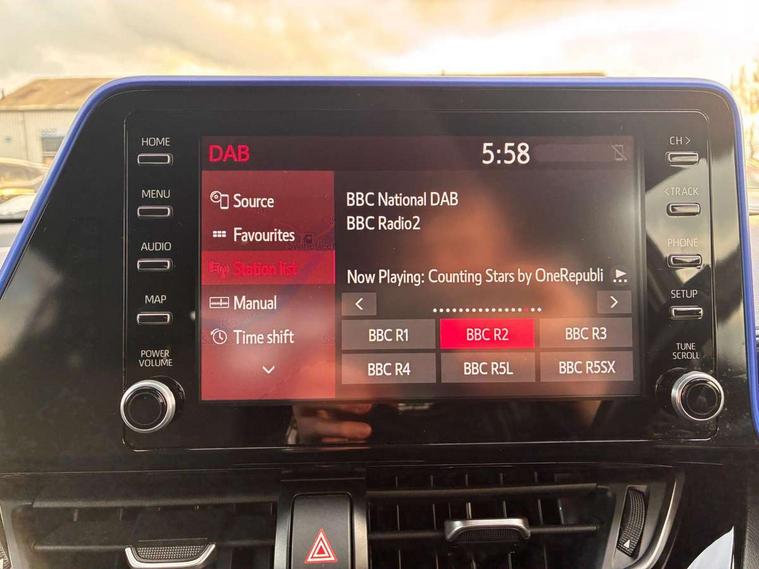 HOME
MENU
AUDIO
MAP
POWER
VOLUME
DAB
5:58
Source
Favourites
Station list
Manual
Time shift
BBC National DAB
BBC Radio2
Now Playing: Counting Stars by OneRepubli
BBC R1
BBC R2
BBC R3
BBC R4
BBC R5L
BBC R5SX
CH >
< TRACK
PHONE
SETUP
TUNE
SCROLL